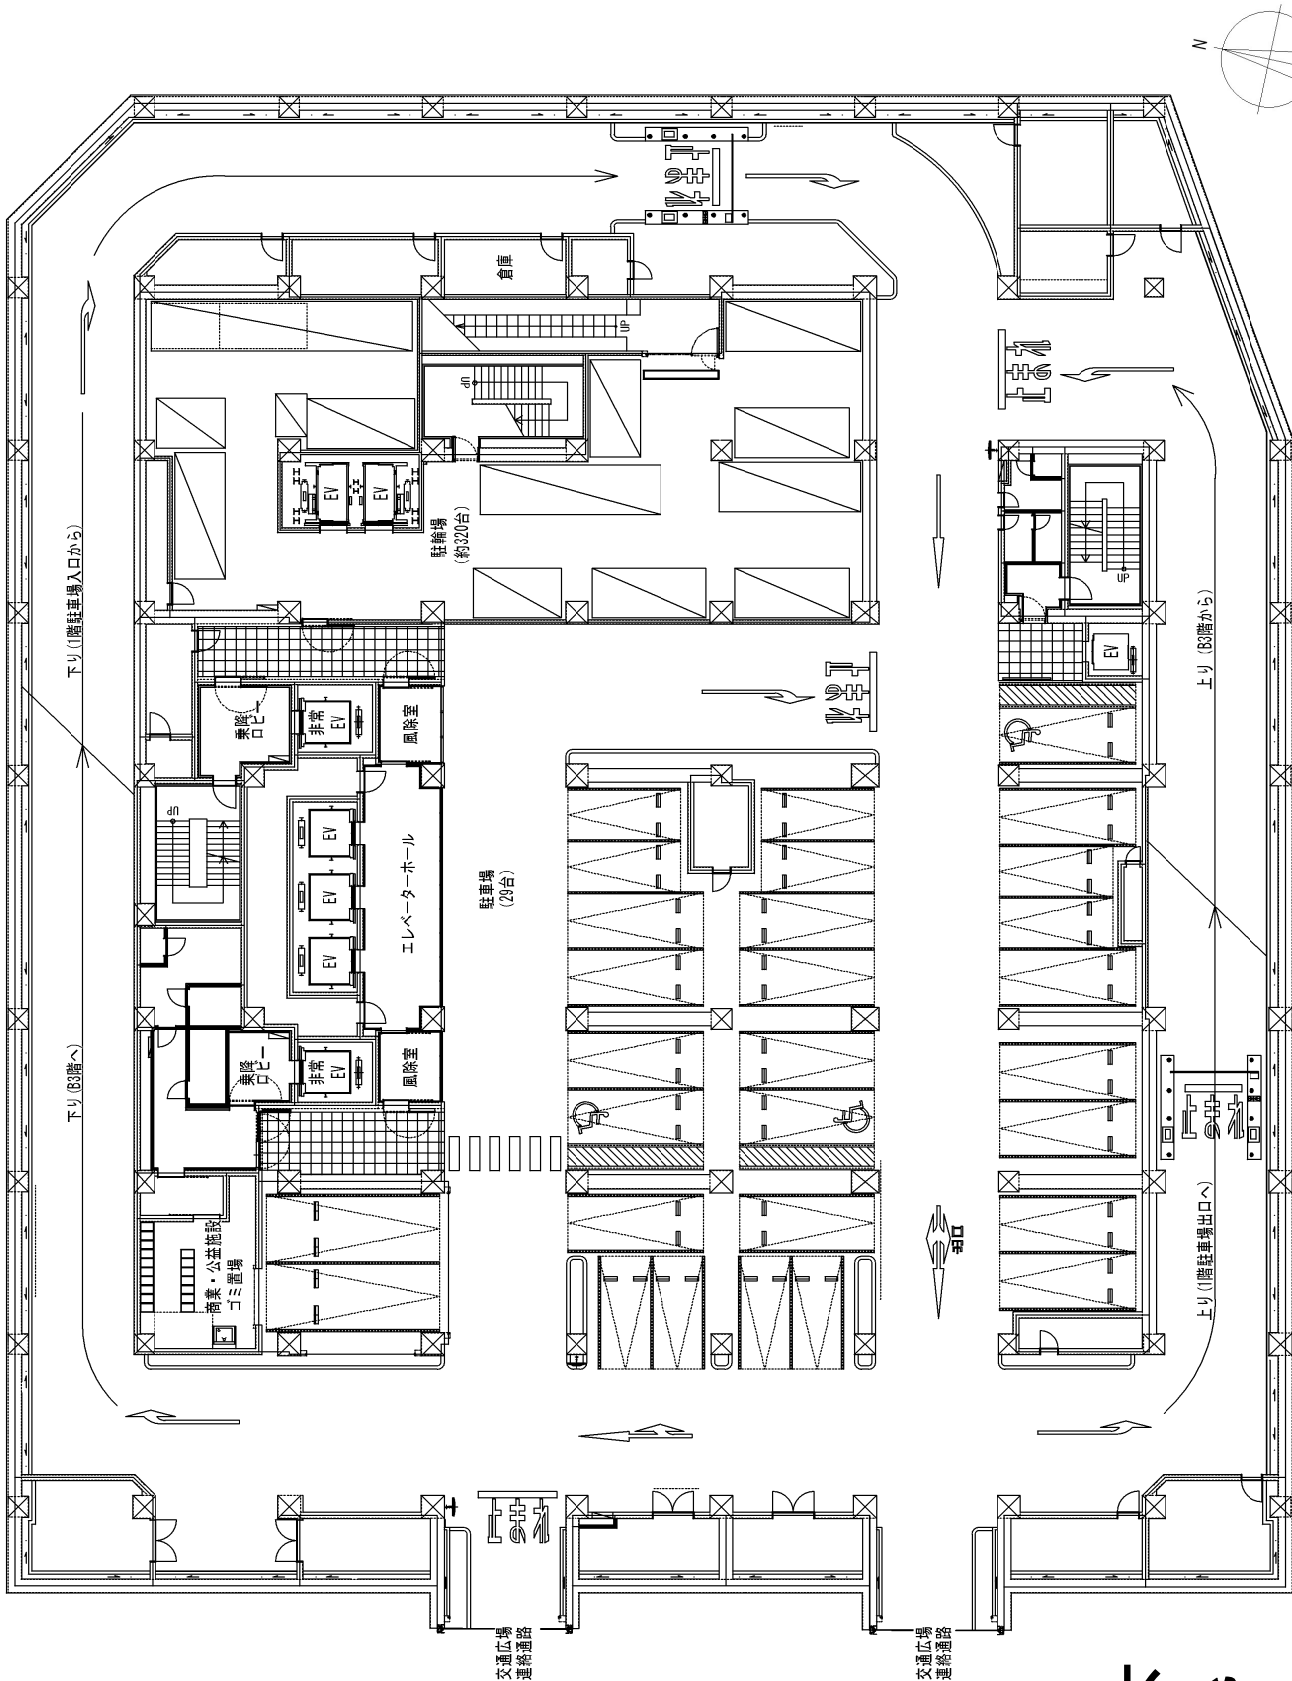 N
止まれ
倉庫
UP
UP
止まれ
EV
EV
駐輪場
(約320台)
UP
下り(1階駐車場入口から)
上り(B3階から)
EV
乗降
ロビー
非常
EV
風除室
止まれ
UP
EV
EV
EV
エレベーターホール
駐車場
(29台)
下り(B3階へ)
乗降
ロビー
非常
EV
風除室
止まれ
商業・公益施設
ゴミ置場
出口
上り(1階駐車場出口へ)
止まれ
交通広場
連絡通路
交通広場
連絡通路